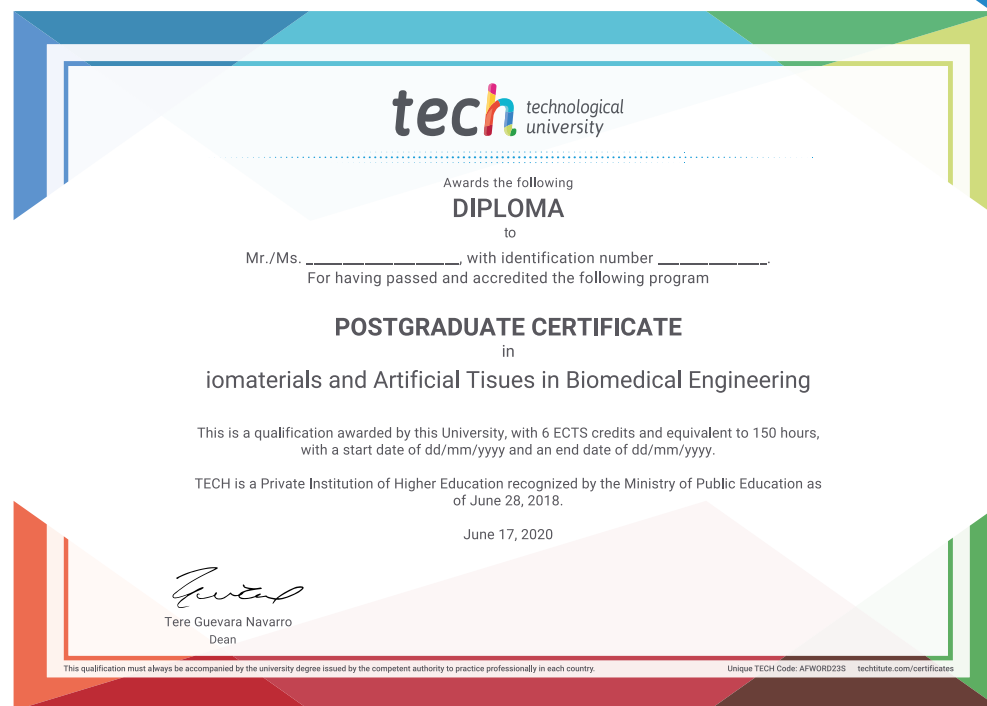 tech technological
university
Awards the following
DIPLOMA
to
Mr./Ms. ____________________, with identification number ______________.
For having passed and accredited the following program
POSTGRADUATE CERTIFICATE
in
iomaterials and Artificial Tisues in Biomedical Engineering
This is a qualification awarded by this University, with 6 ECTS credits and equivalent to 150 hours,
with a start date of dd/mm/yyyy and an end date of dd/mm/yyyy.
TECH is a Private Institution of Higher Education recognized by the Ministry of Public Education as
of June 28, 2018.
June 17, 2020
Tere Guevara Navarro
Dean
This qualification must always be accompanied by the university degree issued by the competent authority to practice professionally in each country. Unique TECH Code: AFWORD23S techtitute.com/certificates